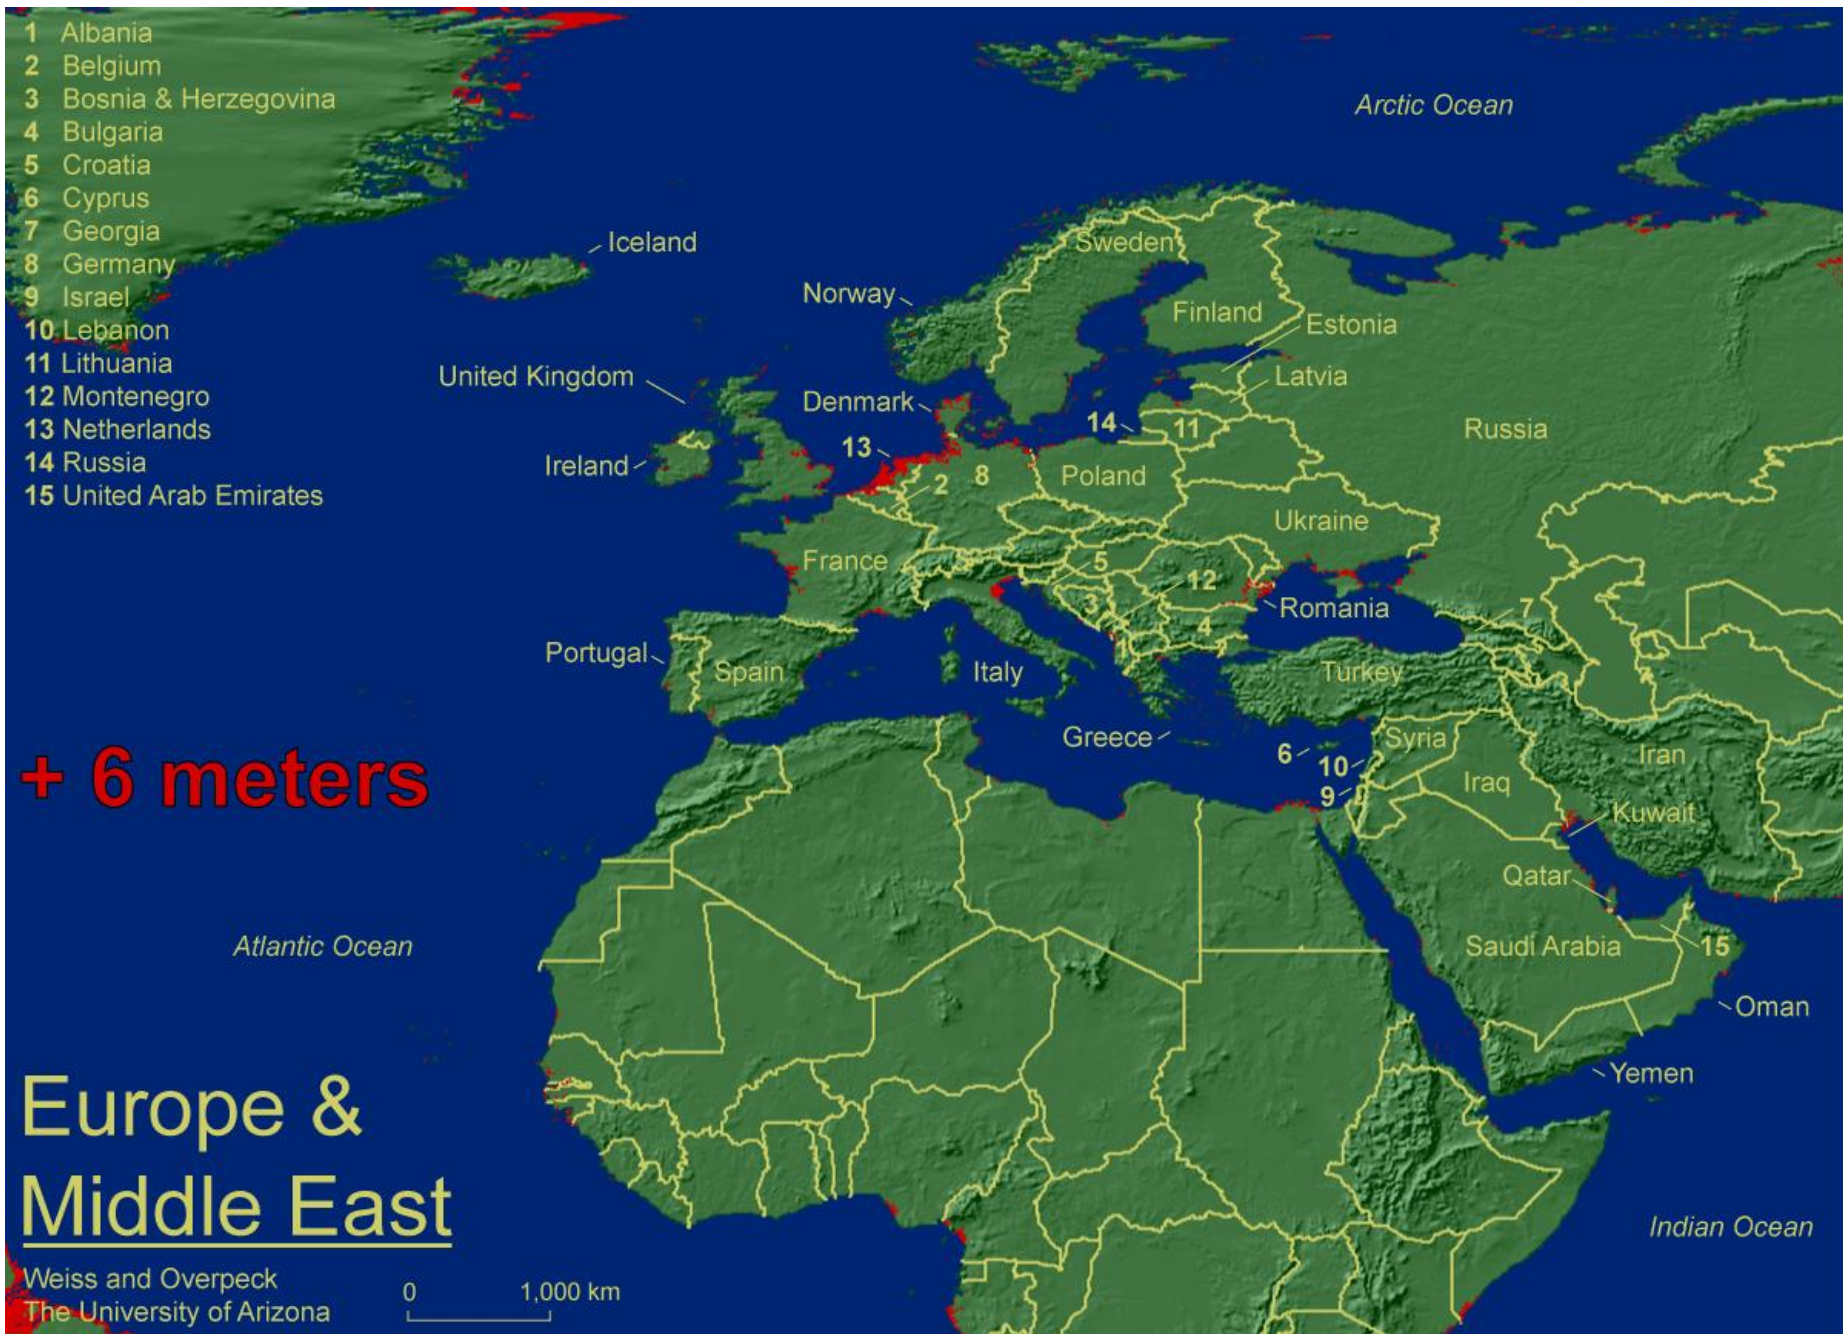 1 Albania
2 Belgium
3 Bosnia & Herzegovina
4 Bulgaria
5 Croatia
6 Cyprus
7 Georgia
8 Germany
9 Israel
10 Lebanon
11 Lithuania
12 Montenegro
13 Netherlands
14 Russia
15 United Arab Emirates
Arctic Ocean
Iceland
Sweden
Norway
Finland
Estonia
United Kingdom
Latvia
Denmark
14
11
Russia
13
Ireland
2
8
Poland
Ukraine
France
5
12
3
Romania
7
4
1
Portugal
Spain
Italy
Turkey
Greece
6
Syria
10
Iran
9
Iraq
Kuwait
+ 6 meters
Qatar
Atlantic Ocean
Saudi Arabia
15
Oman
Yemen
Europe &
Middle East
Indian Ocean
Weiss and Overpeck
The University of Arizona
0 1,000 km